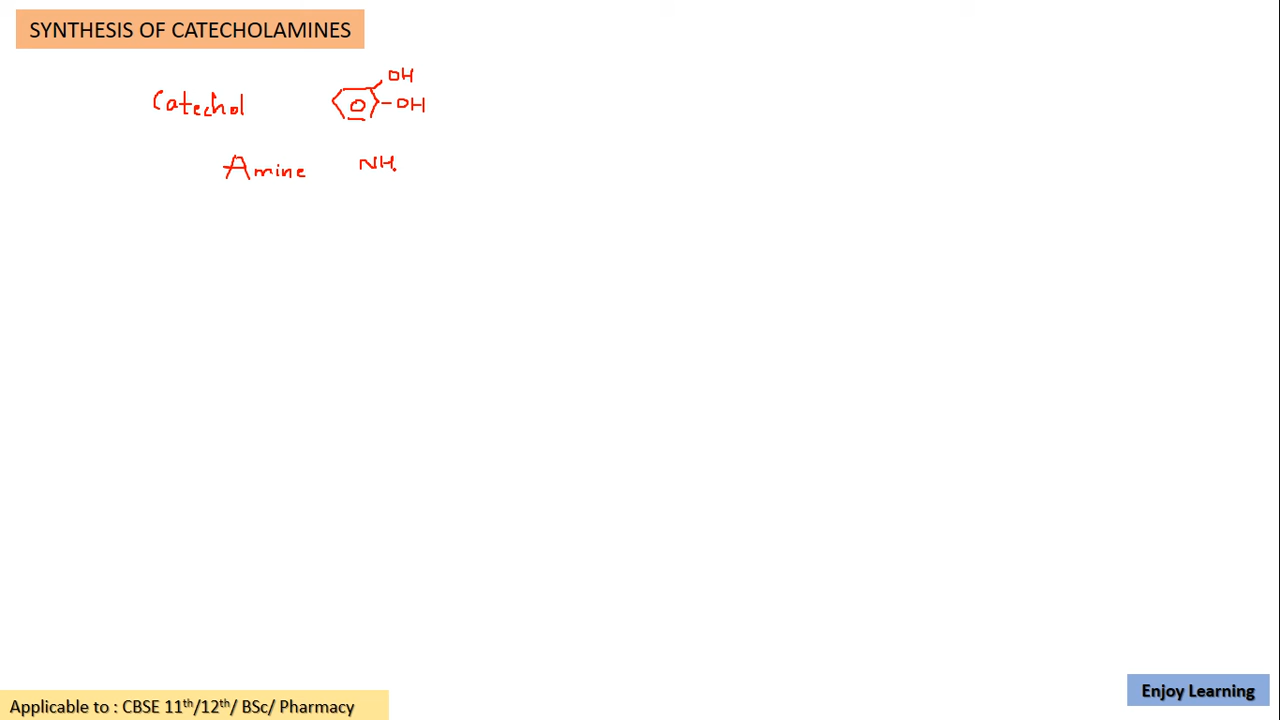 SYNTHESIS OF CATECHOLAMINES
OH
Catechol -OH
Amine NH
Enjoy Learning
Applicable to : CBSE 11th/12th/ BSc/ Pharmacy